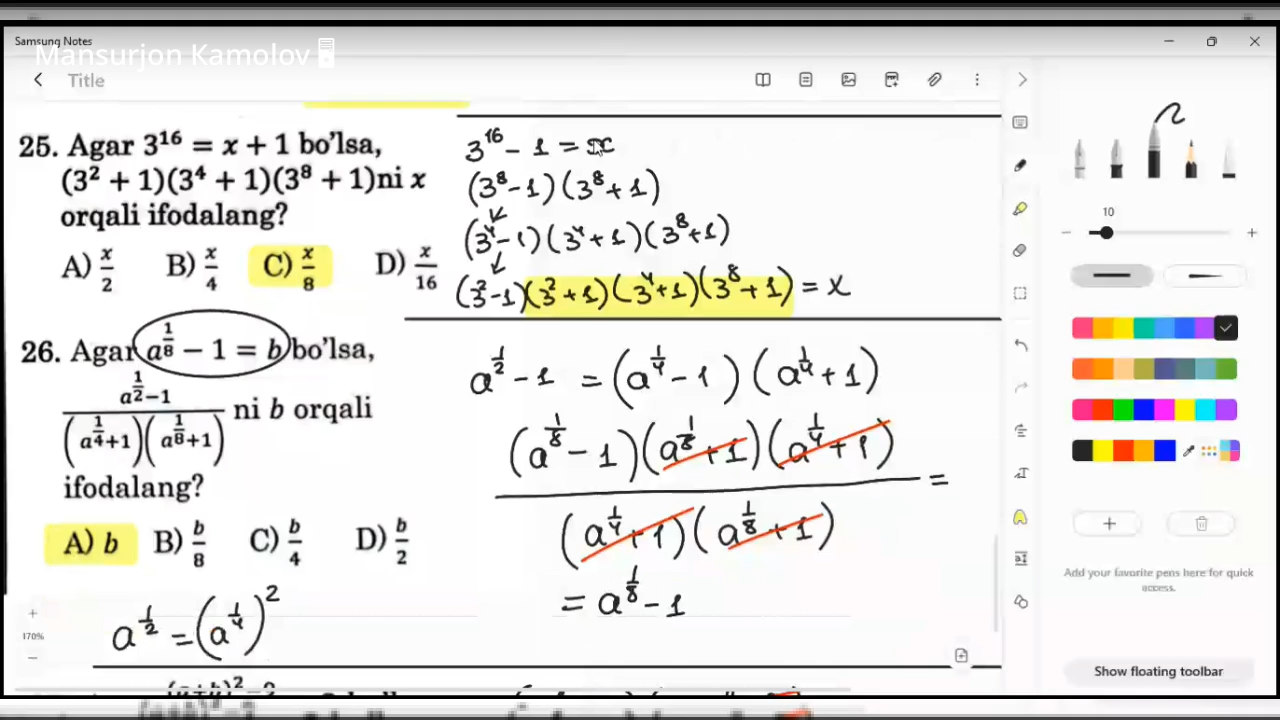 Samsung Notes
Mansurjon Kamolov
Title
25. Agar 3¹⁶ = x + 1 bo'lsa,
(3² + 1)(3⁴ + 1)(3⁸ + 1)ni x
orqali ifodalang?
A) x/2 B) x/4 C) x/8 D) x/16
3¹⁶ - 1 = x
(3⁸ - 1)(3⁸ + 1)
(3⁴ - 1)(3⁴ + 1)(3⁸ + 1)
(3² - 1)(3² + 1)(3⁴ + 1)(3⁸ + 1) = x
26. Agar a^(1/8) − 1 = b bo'lsa,
a^(1/2) − 1
(a^(1/4) + 1)(a^(1/8) + 1) ni b orqali
ifodalang?
A) b B) b/8 C) b/4 D) b/2
a^(1/2) = (a^(1/4))²
a^(1/2) - 1 = (a^(1/4) - 1)(a^(1/4) + 1)
(a^(1/8) - 1)(a^(1/8) + 1)(a^(1/4) + 1)
(a^(1/4) + 1)(a^(1/8) + 1) =
= a^(1/8) - 1
170%
10
Add your favorite pens here for quick
access.
Show floating toolbar